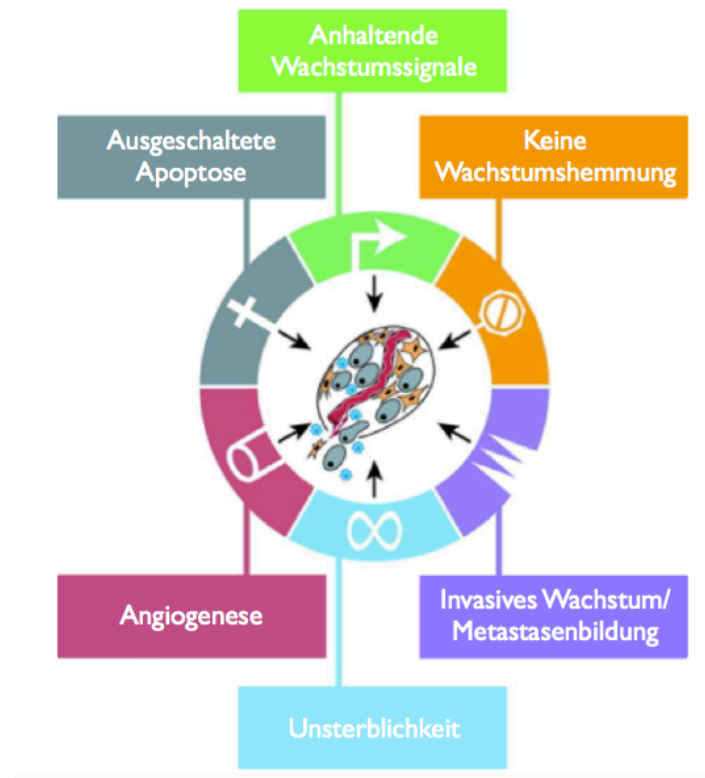 Anhaltende
Wachstumssignale
Ausgeschaltete
Apoptose
Keine
Wachstumshemmung
Angiogenese
Invasives Wachstum/
Metastasenbildung
Unsterblichkeit